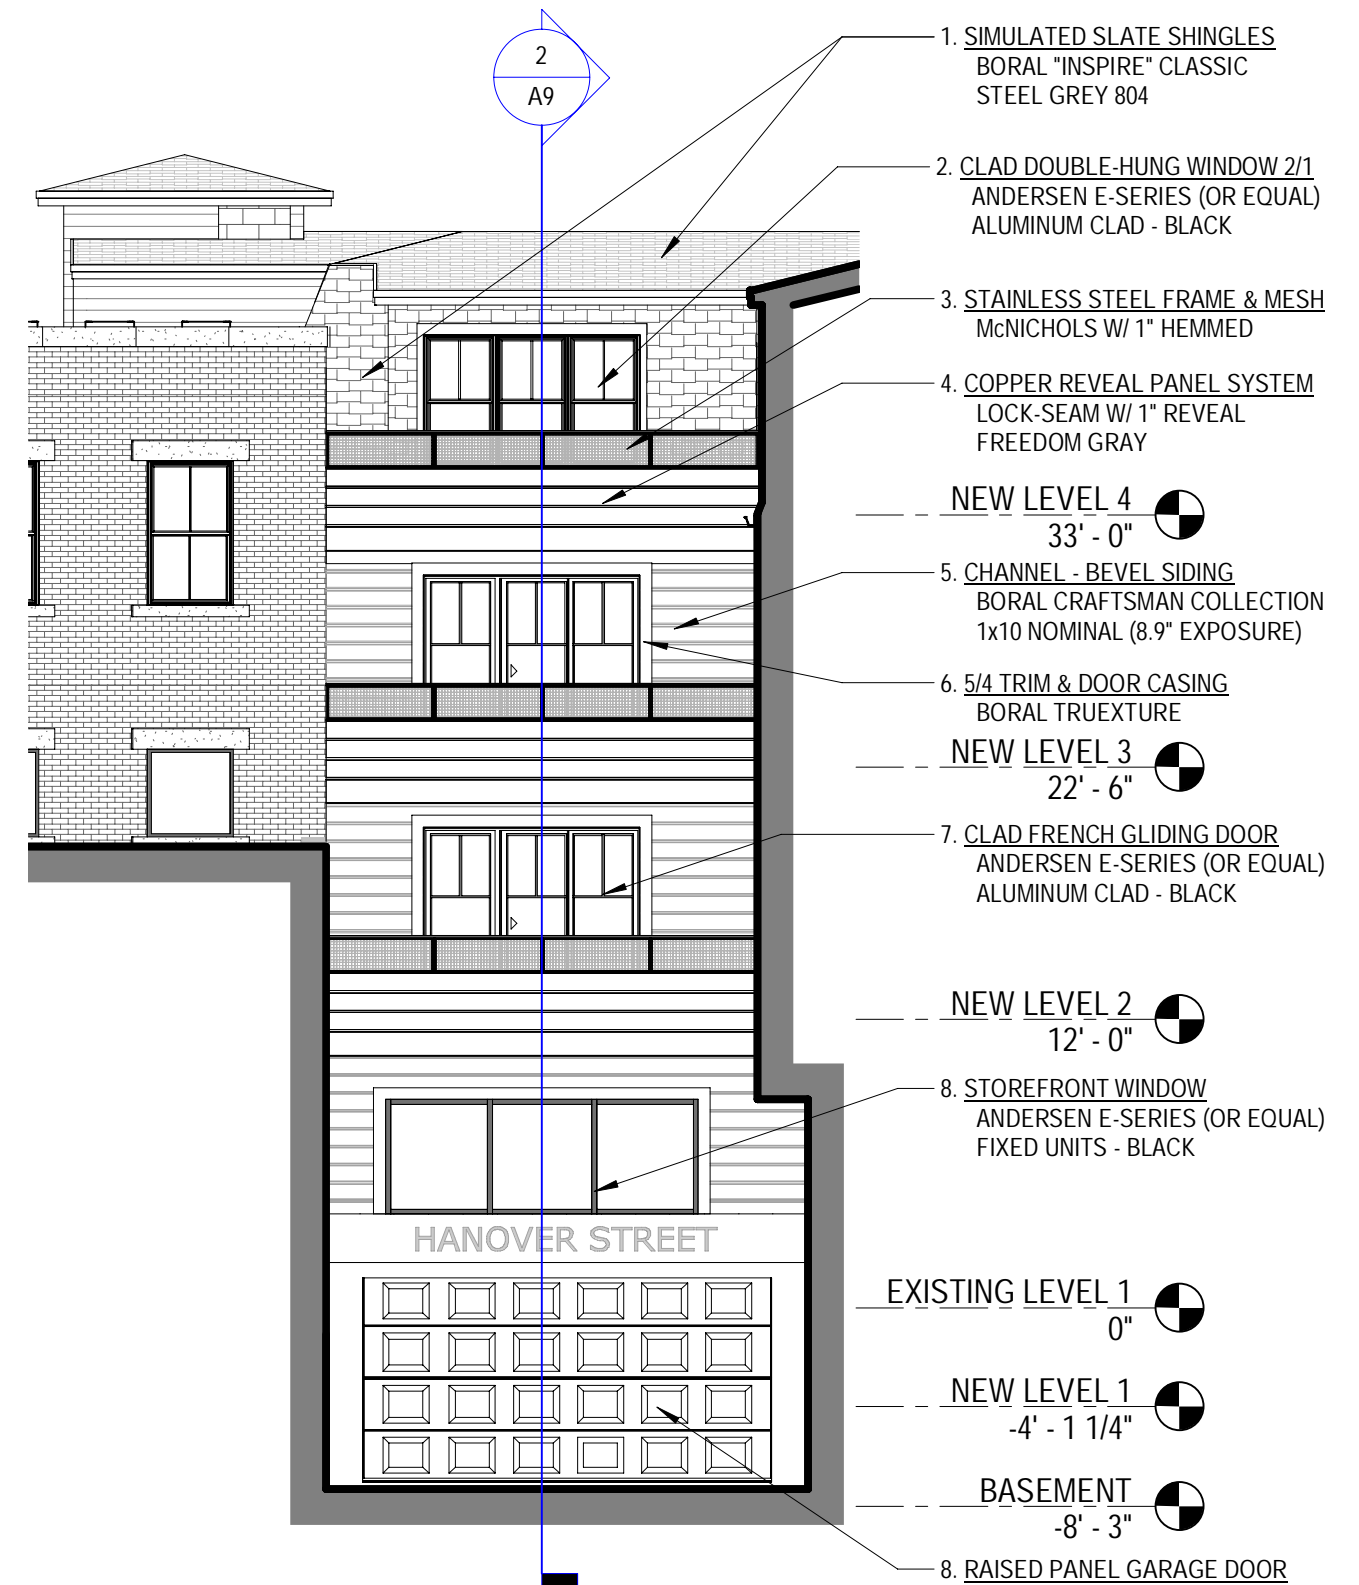 2
A9
1. SIMULATED SLATE SHINGLES
BORAL "INSPIRE" CLASSIC
STEEL GREY 804
2. CLAD DOUBLE-HUNG WINDOW 2/1
ANDERSEN E-SERIES (OR EQUAL)
ALUMINUM CLAD - BLACK
3. STAINLESS STEEL FRAME & MESH
McNICHOLS W/ 1" HEMMED
4. COPPER REVEAL PANEL SYSTEM
LOCK-SEAM W/ 1" REVEAL
FREEDOM GRAY
NEW LEVEL 4
33' - 0"
5. CHANNEL - BEVEL SIDING
BORAL CRAFTSMAN COLLECTION
1x10 NOMINAL (8.9" EXPOSURE)
6. 5/4 TRIM & DOOR CASING
BORAL TRUEXTURE
NEW LEVEL 3
22' - 6"
7. CLAD FRENCH GLIDING DOOR
ANDERSEN E-SERIES (OR EQUAL)
ALUMINUM CLAD - BLACK
NEW LEVEL 2
12' - 0"
8. STOREFRONT WINDOW
ANDERSEN E-SERIES (OR EQUAL)
FIXED UNITS - BLACK
HANOVER STREET
EXISTING LEVEL 1
0"
NEW LEVEL 1
-4' - 1 1/4"
BASEMENT
-8' - 3"
8. RAISED PANEL GARAGE DOOR